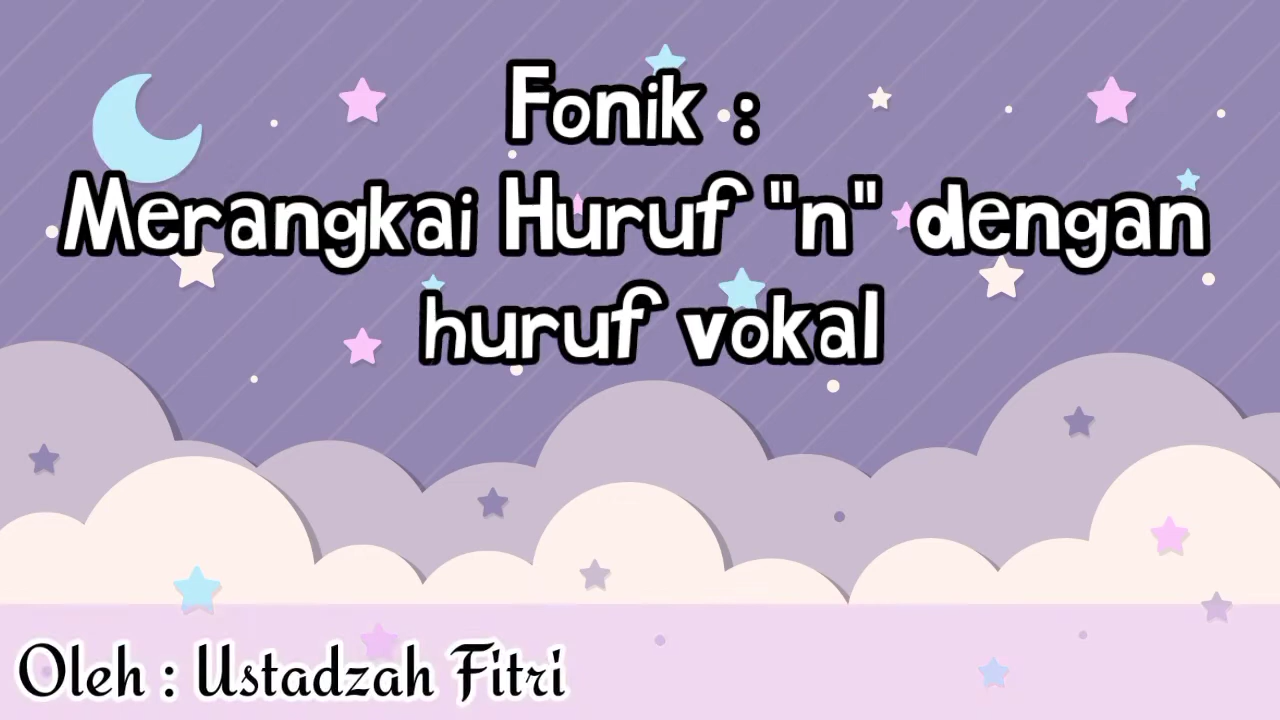 Fonik :
Merangkai Huruf "n" dengan
huruf vokal
Oleh : Ustadzah Fitri